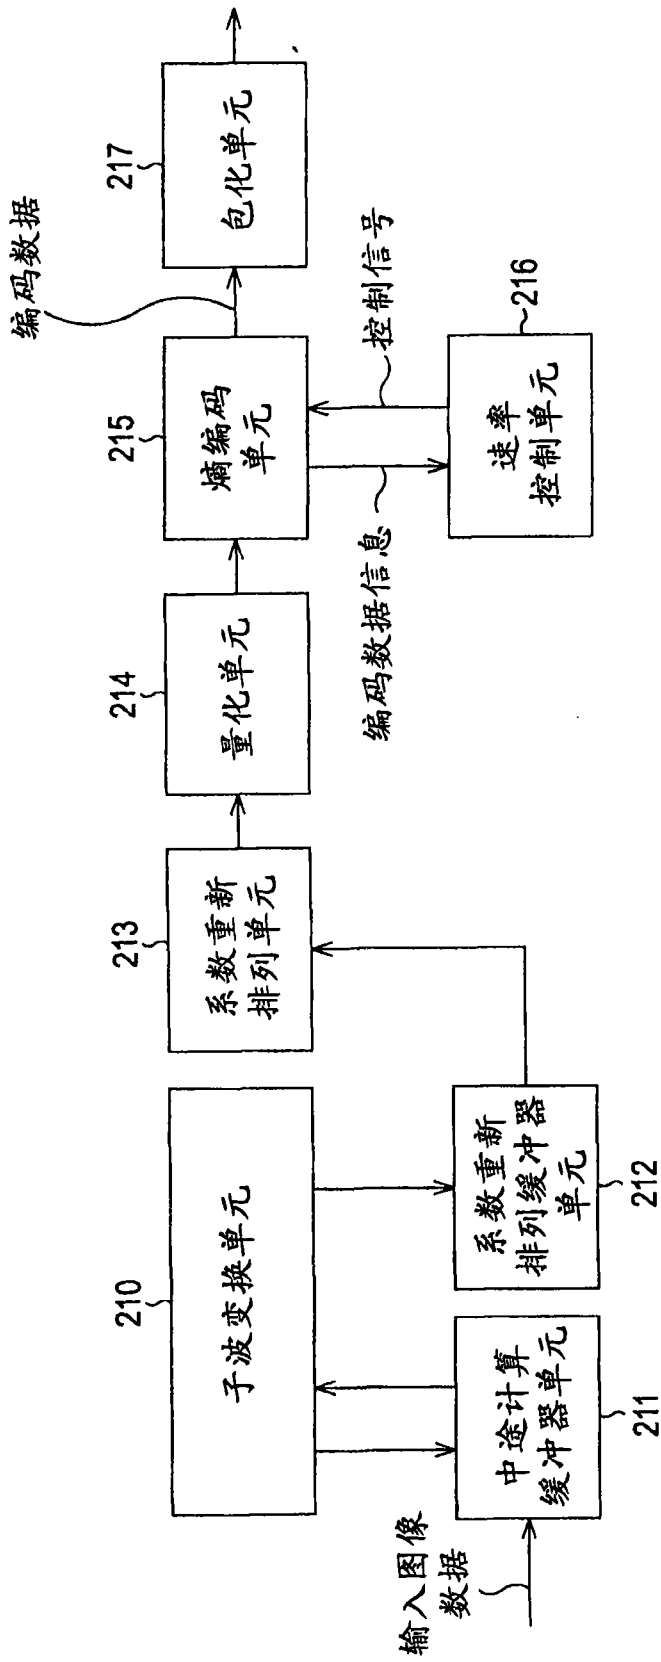 输入图像
数据
中途计算
缓冲器单元
211
子波变换单元
210
系数重新
排列缓冲器
单元
212
系数重新
排列单元
213
量化单元
214
熵编码
单元
215
编码数据信息
控制信号
速率
控制单元
216
编码数据
包化单元
217